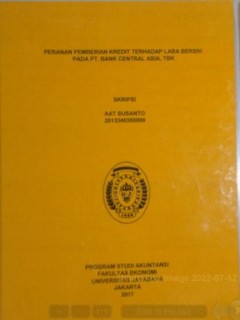 PERANAN PEMBERIAN KREDIT TERHADAP LABA BERSIH
PADA PT. BANK CENTRAL ASIA, TBK
SKRIPSI
AAT SUSANTO
PROGRAM STUDI AKUNTANSI
FAKULTAS EKONOMI
UNIVERSITAS JAYABAYA
JAKARTA
2017